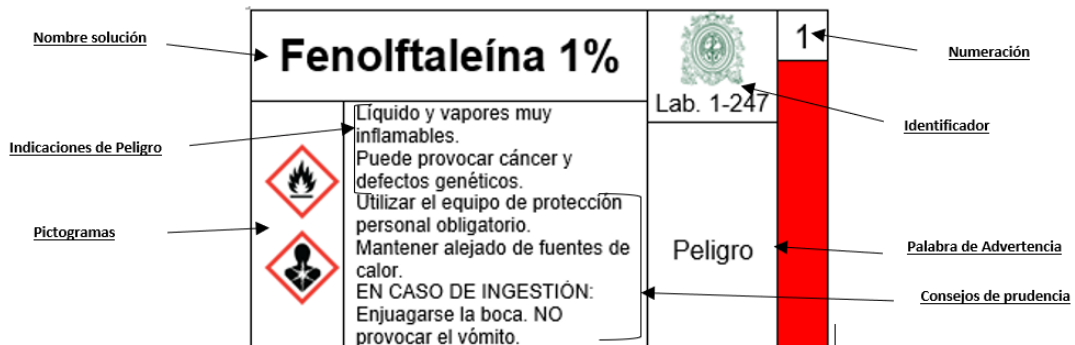 Nombre solución
Fenolftaleína 1%
1
Numeración
Lab. 1-247
Identificador
Indicaciones de Peligro
Líquido y vapores muy
inflamables.
Puede provocar cáncer y
defectos genéticos.
Utilizar el equipo de protección
personal obligatorio.
Mantener alejado de fuentes de
calor.
EN CASO DE INGESTIÓN:
Enjuagarse la boca. NO
provocar el vómito.
Pictogramas
Peligro
Palabra de Advertencia
Consejos de prudencia